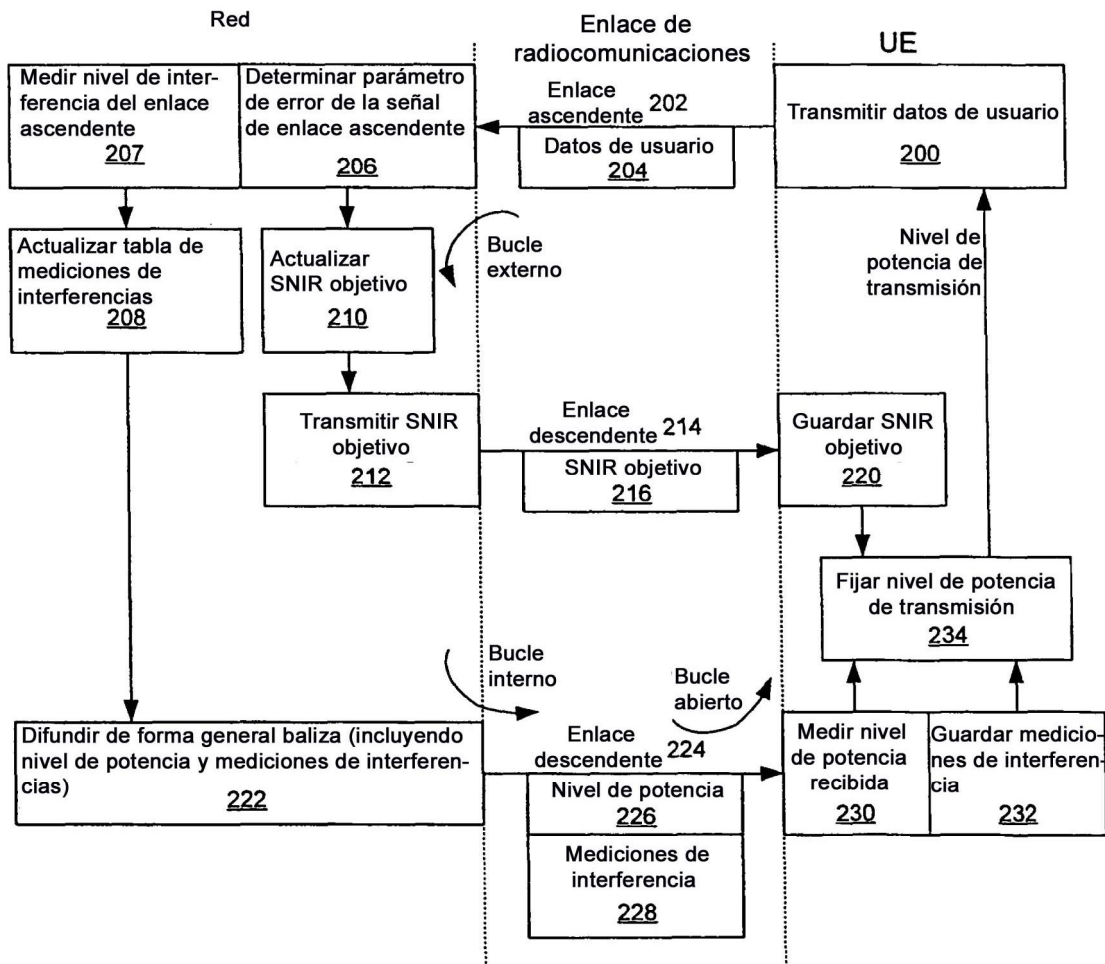 Red
Enlace de
radiocomunicaciones
UE
Medir nivel de inter-
ferencia del enlace
ascendente
207
Determinar parámetro
de error de la señal
de enlace ascendente
206
Enlace
ascendente 202
Datos de usuario
204
Transmitir datos de usuario
200
Actualizar tabla de
mediciones de
interferencias
208
Actualizar
SNIR objetivo
210
Bucle
externo
Nivel de
potencia de
transmisión
Transmitir SNIR
objetivo
212
Enlace
descendente 214
SNIR objetivo
216
Guardar SNIR
objetivo
220
Fijar nivel de potencia
de transmisión
234
Bucle
interno
Bucle
abierto
Difundir de forma general baliza (incluyendo
nivel de potencia y mediciones de interferen-
cias)
222
Enlace
descendente 224
Nivel de potencia
226
Mediciones de
interferencia
228
Medir nivel
de potencia
recibida
230
Guardar medicio-
nes de interferen-
cia
232